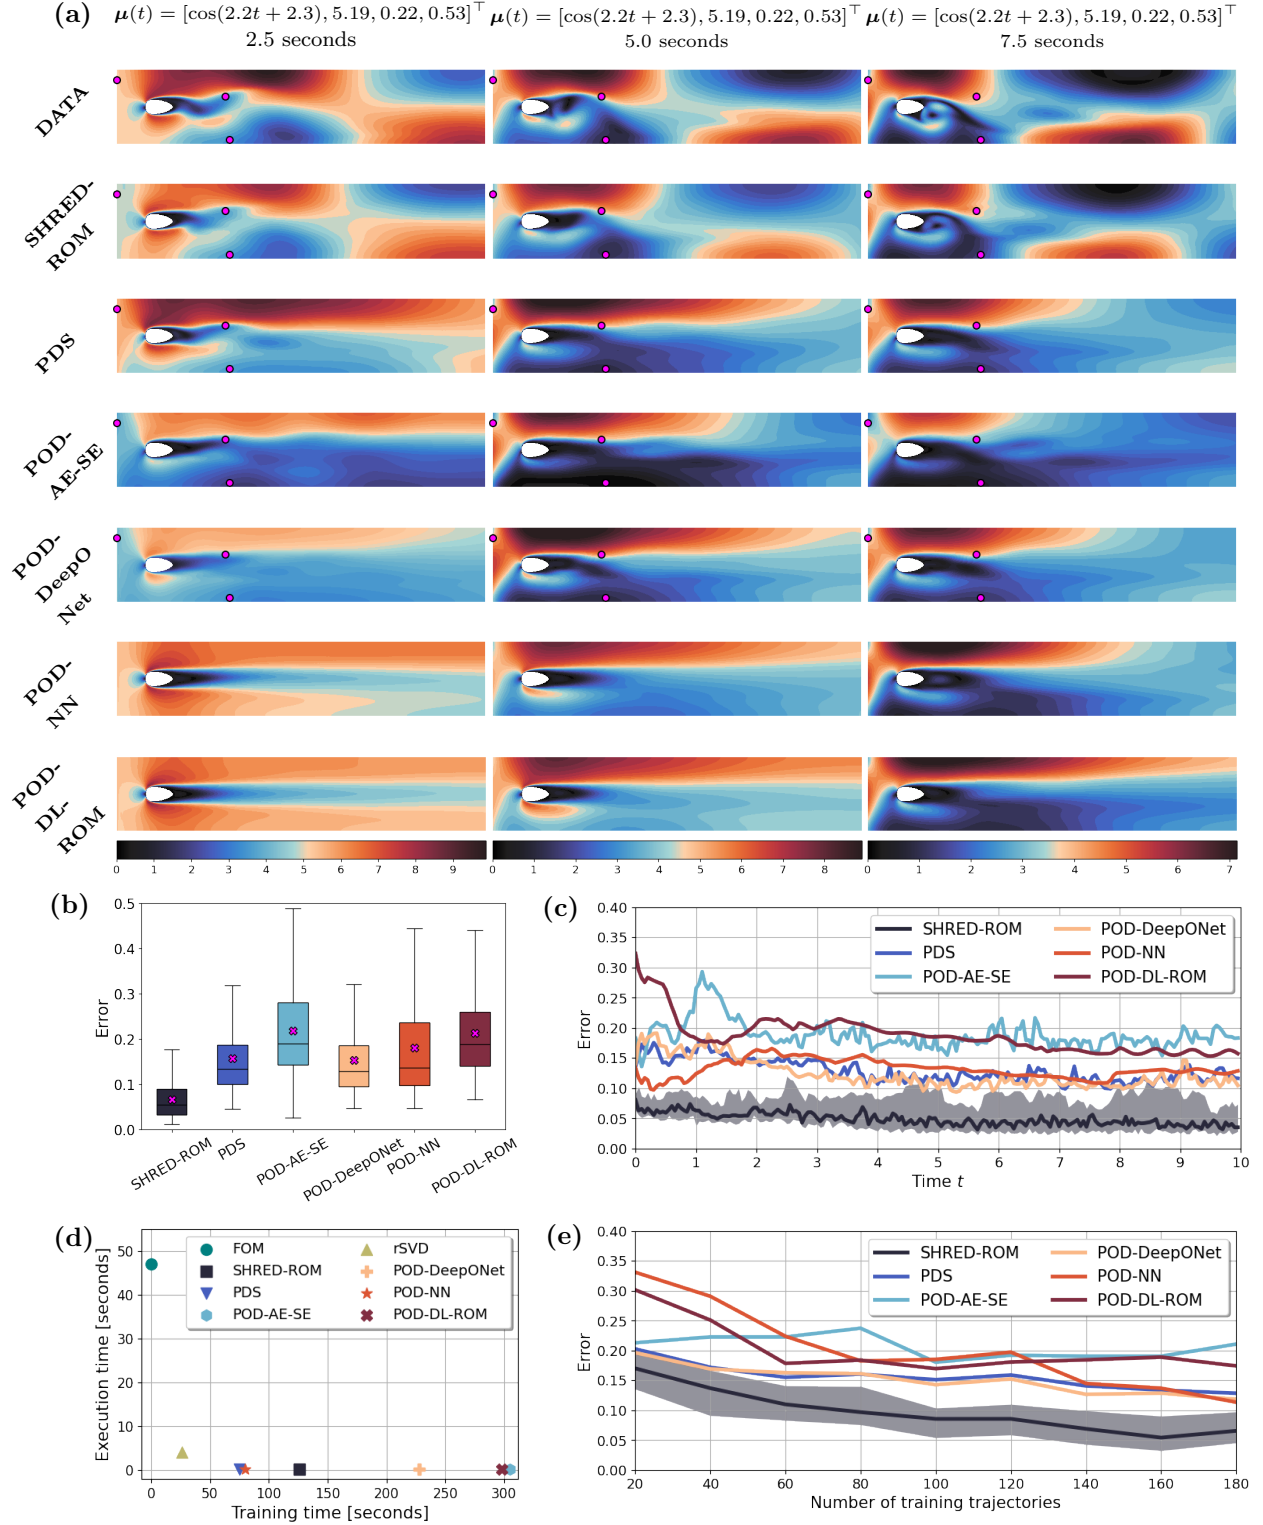 (a)
μ(t) = [cos(2.2t + 2.3), 5.19, 0.22, 0.53]⊤ μ(t) = [cos(2.2t + 2.3), 5.19, 0.22, 0.53]⊤ μ(t) = [cos(2.2t + 2.3), 5.19, 0.22, 0.53]⊤
2.5 seconds 5.0 seconds 7.5 seconds
DATA
SHRED-
ROM
PDS
POD-
AE-SE
POD-
DeepO
Net
POD-
NN
POD-
DL-
ROM
0 1 2 3 4 5 6 7 8 9
0 1 2 3 4 5 6 7 8
0 1 2 3 4 5 6 7
(b)
Error
0.5
0.4
0.3
0.2
0.1
0.0
SHRED-ROM
PDS
POD-AE-SE
POD-DeepONet
POD-NN
POD-DL-ROM
(c)
Error
0.40
0.35
0.30
0.25
0.20
0.15
0.10
0.05
0.00
SHRED-ROM
PDS
POD-AE-SE
POD-DeepONet
POD-NN
POD-DL-ROM
0 1 2 3 4 5 6 7 8 9 10
Time t
(d)
Execution time [seconds]
50
40
30
20
10
0
FOM
SHRED-ROM
PDS
POD-AE-SE
rSVD
POD-DeepONet
POD-NN
POD-DL-ROM
0 50 100 150 200 250 300
Training time [seconds]
(e)
Error
0.40
0.35
0.30
0.25
0.20
0.15
0.10
0.05
0.00
SHRED-ROM
PDS
POD-AE-SE
POD-DeepONet
POD-NN
POD-DL-ROM
20 40 60 80 100 120 140 160 180
Number of training trajectories